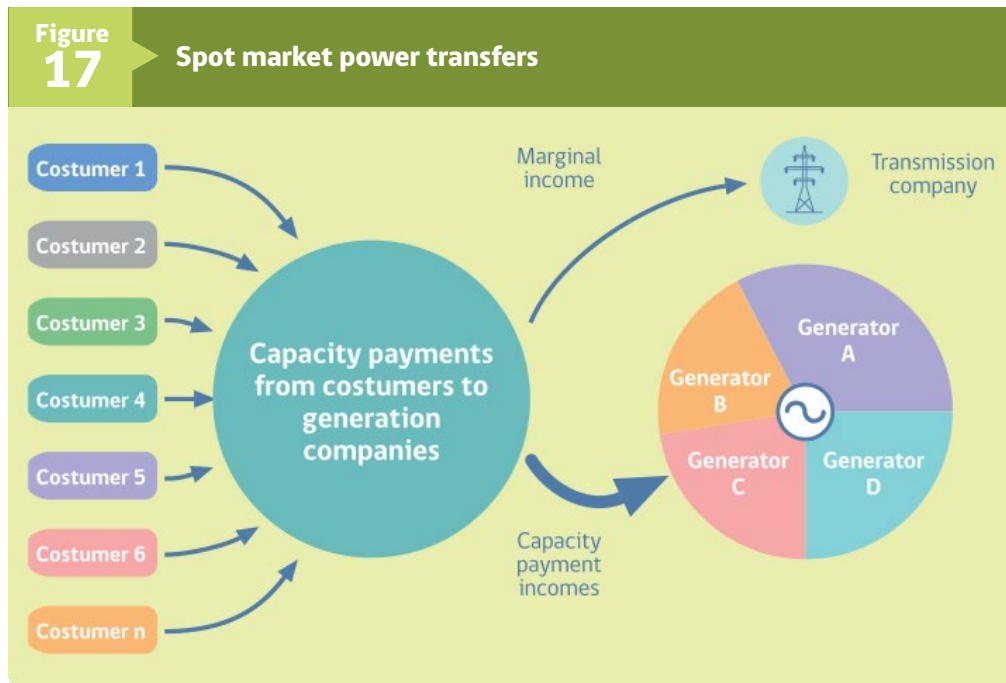 Figure
17
Spot market power transfers
Costumer 1
Costumer 2
Costumer 3
Costumer 4
Costumer 5
Costumer 6
Costumer n
Capacity payments
from costumers to
generation
companies
Marginal
income
Transmission
company
Generator
A
Generator
B
Generator
C
Generator
D
Capacity
payment
incomes